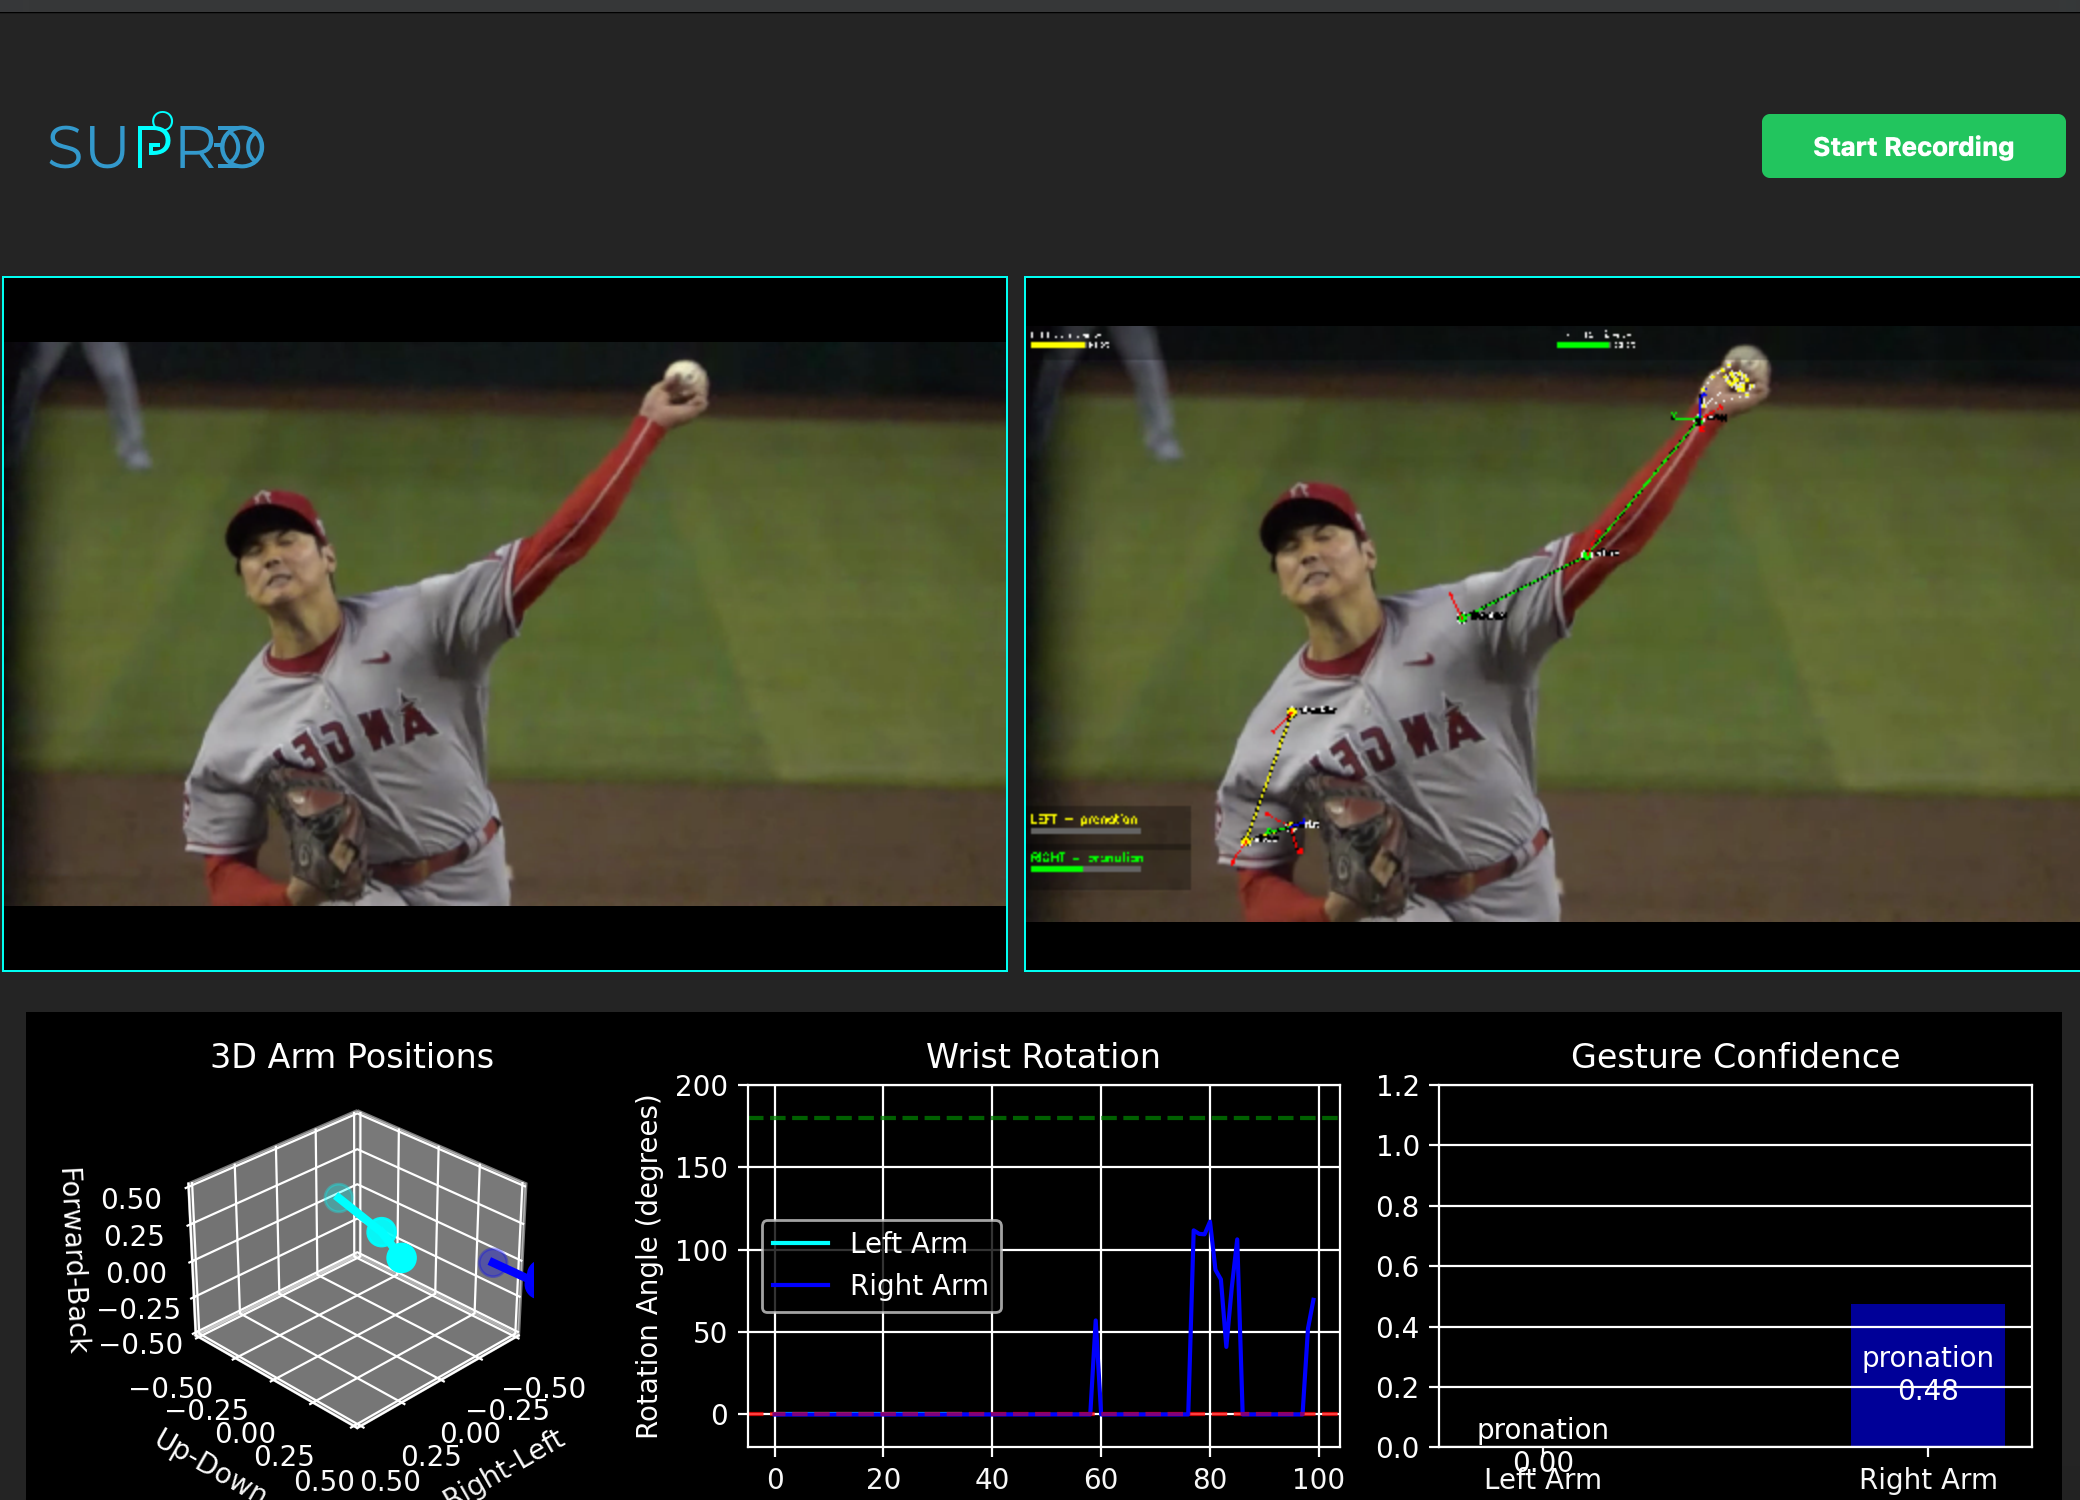 SUPRO
Start Recording
LEFT - pronation
RIGHT - pronation
3D Arm Positions
Forward-Back
0.50
0.25
0.00
−0.25
−0.50
−0.50
−0.25
0.00
0.25
0.50
Up-Down
−0.50
−0.25
0.00
0.25
0.50
Right-Left
Wrist Rotation
Rotation Angle (degrees)
200
150
100
50
0
Left Arm
Right Arm
0 20 40 60 80 100
Gesture Confidence
1.2
1.0
0.8
0.6
0.4
0.2
0.0
pronation
0.00
Left Arm
pronation
0.48
Right Arm